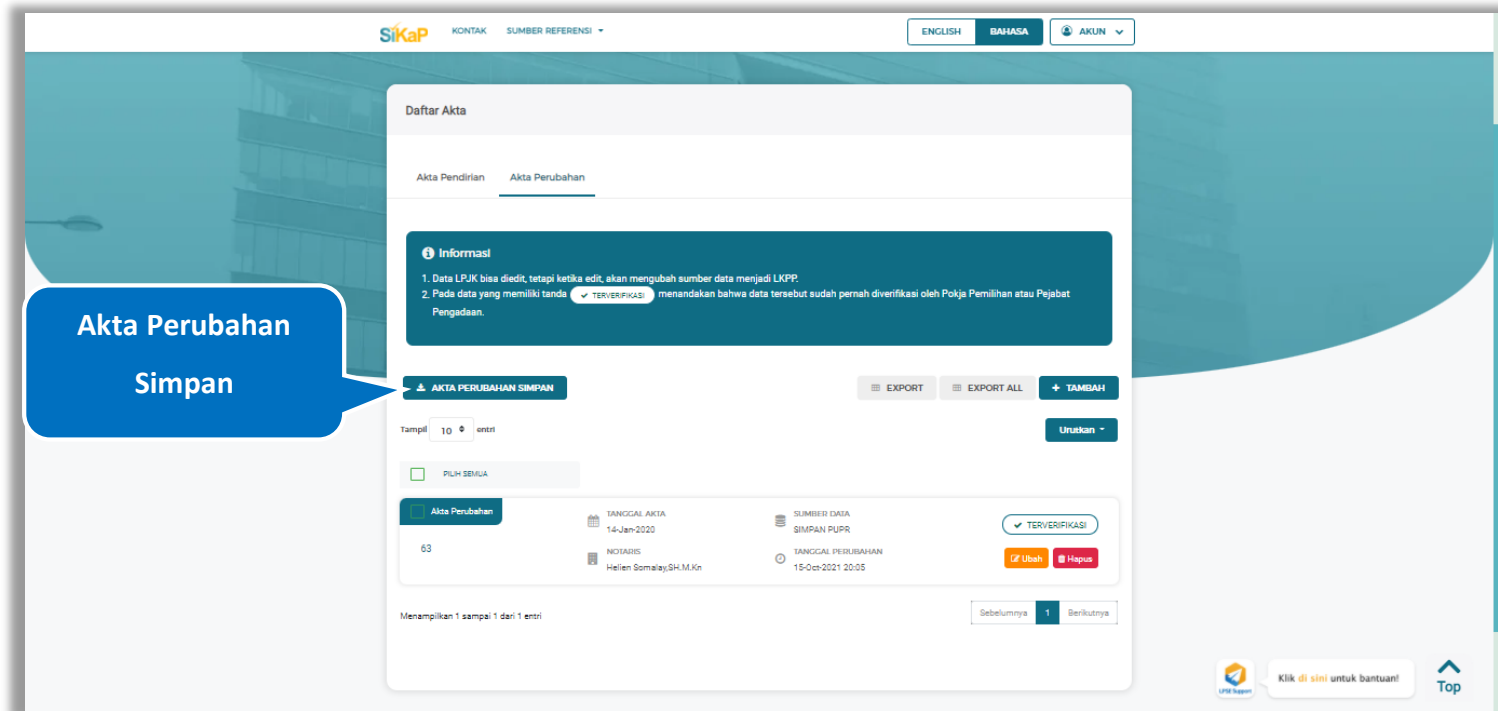 SiKaP
KONTAK
SUMBER REFERENSI
ENGLISH
BAHASA
AKUN
Daftar Akta
Akta Pendirian
Akta Perubahan
Informasi
1. Data LPJK bisa diedit, tetapi ketika edit, akan mengubah sumber data menjadi LKPP.
2. Pada data yang memiliki tanda TERVERIFIKASI menandakan bahwa data tersebut sudah pernah diverifikasi oleh Pokja Pemilihan atau Pejabat
Pengadaan.
Akta Perubahan
Simpan
AKTA PERUBAHAN SIMPAN
EXPORT
EXPORT ALL
+ TAMBAH
Tampil 10 entri
Urutkan
PILIH SEMUA
Akta Perubahan
63
TANGGAL AKTA
14-Jan-2020
NOTARIS
Helien Somalay,SH.M.Kn
SUMBER DATA
SIMPAN PUPR
TANGGAL PERUBAHAN
15-Oct-2021 20:05
TERVERIFIKASI
Ubah
Hapus
Menampilkan 1 sampai 1 dari 1 entri
Sebelumnya 1 Berikutnya
LPSE Support
Klik di sini untuk bantuan!
Top